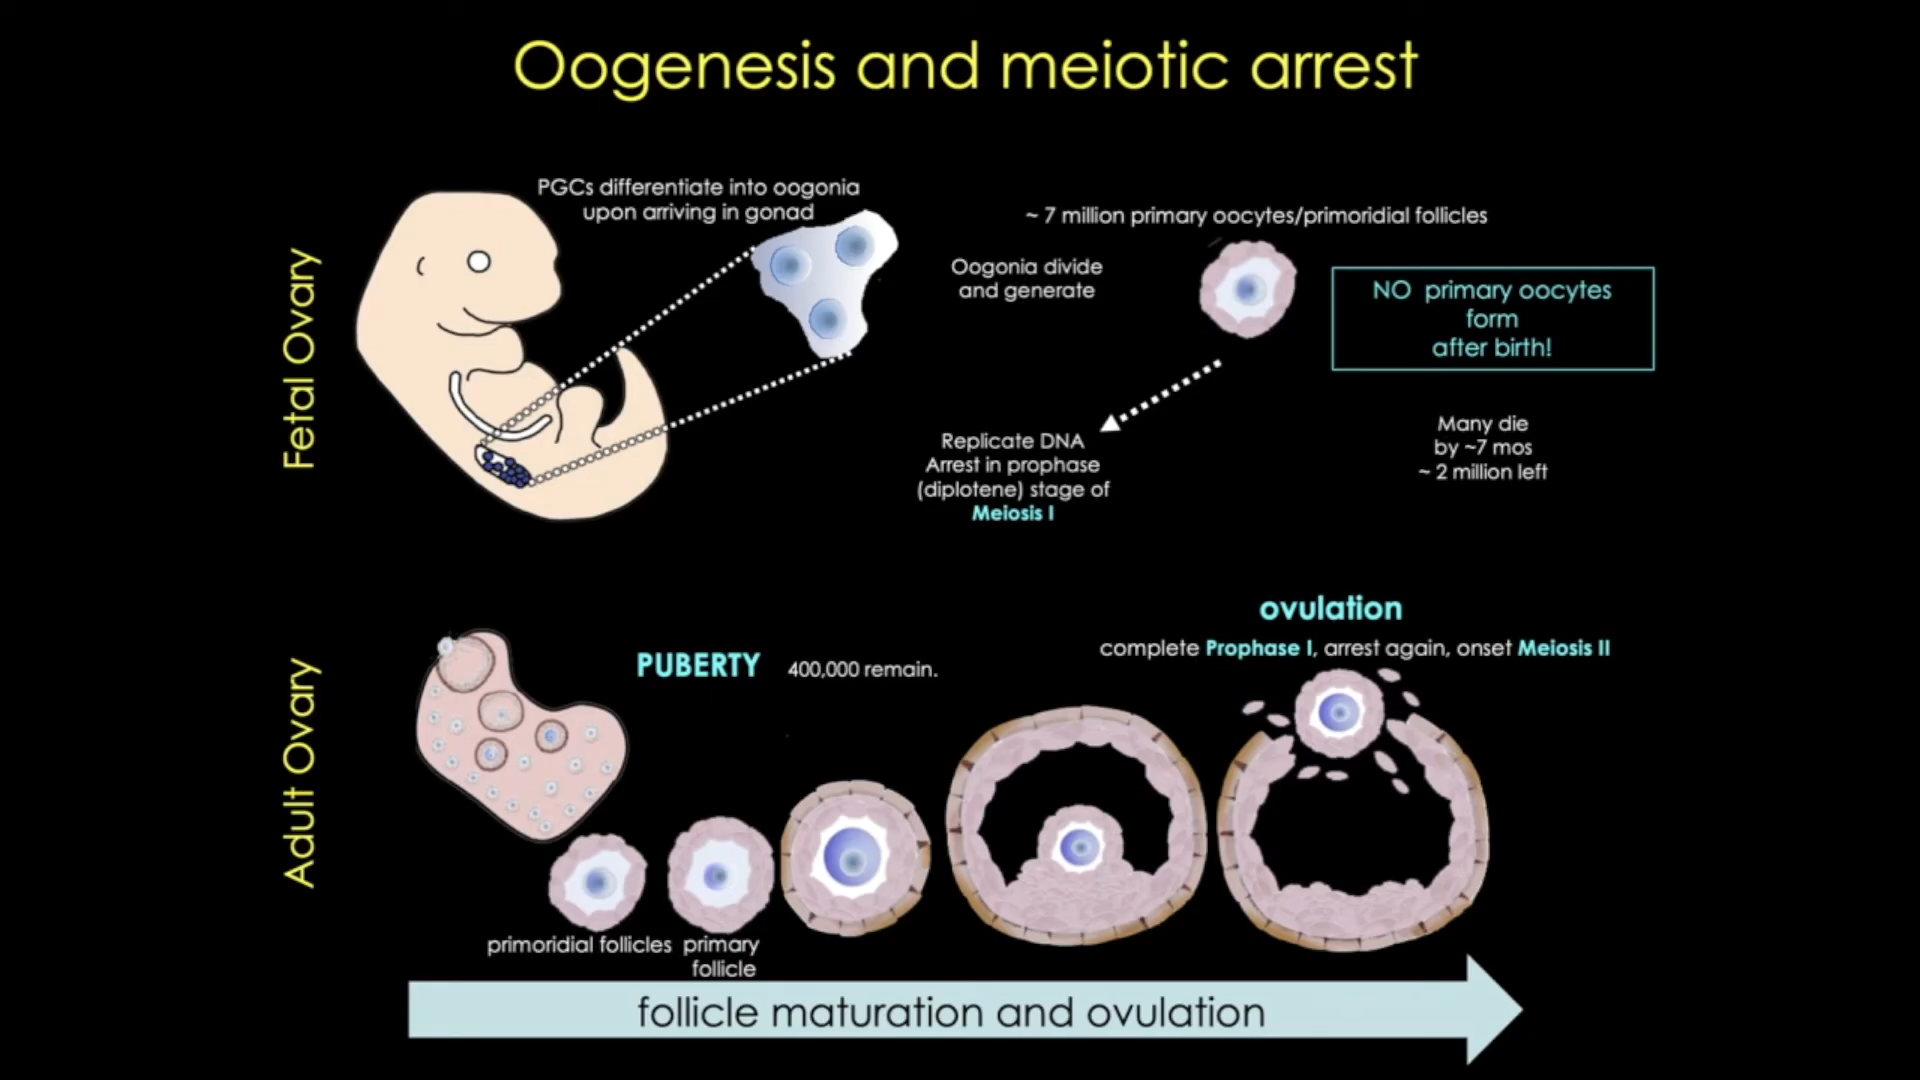 Oogenesis and meiotic arrest
Fetal Ovary
PGCs differentiate into oogonia
upon arriving in gonad
~ 7 million primary oocytes/primoridial follicles
Oogonia divide
and generate
NO primary oocytes
form
after birth!
Replicate DNA
Arrest in prophase
(diplotene) stage of
Meiosis I
Many die
by ~7 mos
~ 2 million left
Adult Ovary
PUBERTY 400,000 remain.
ovulation
complete Prophase I, arrest again, onset Meiosis II
primoridial follicles
primary
follicle
follicle maturation and ovulation